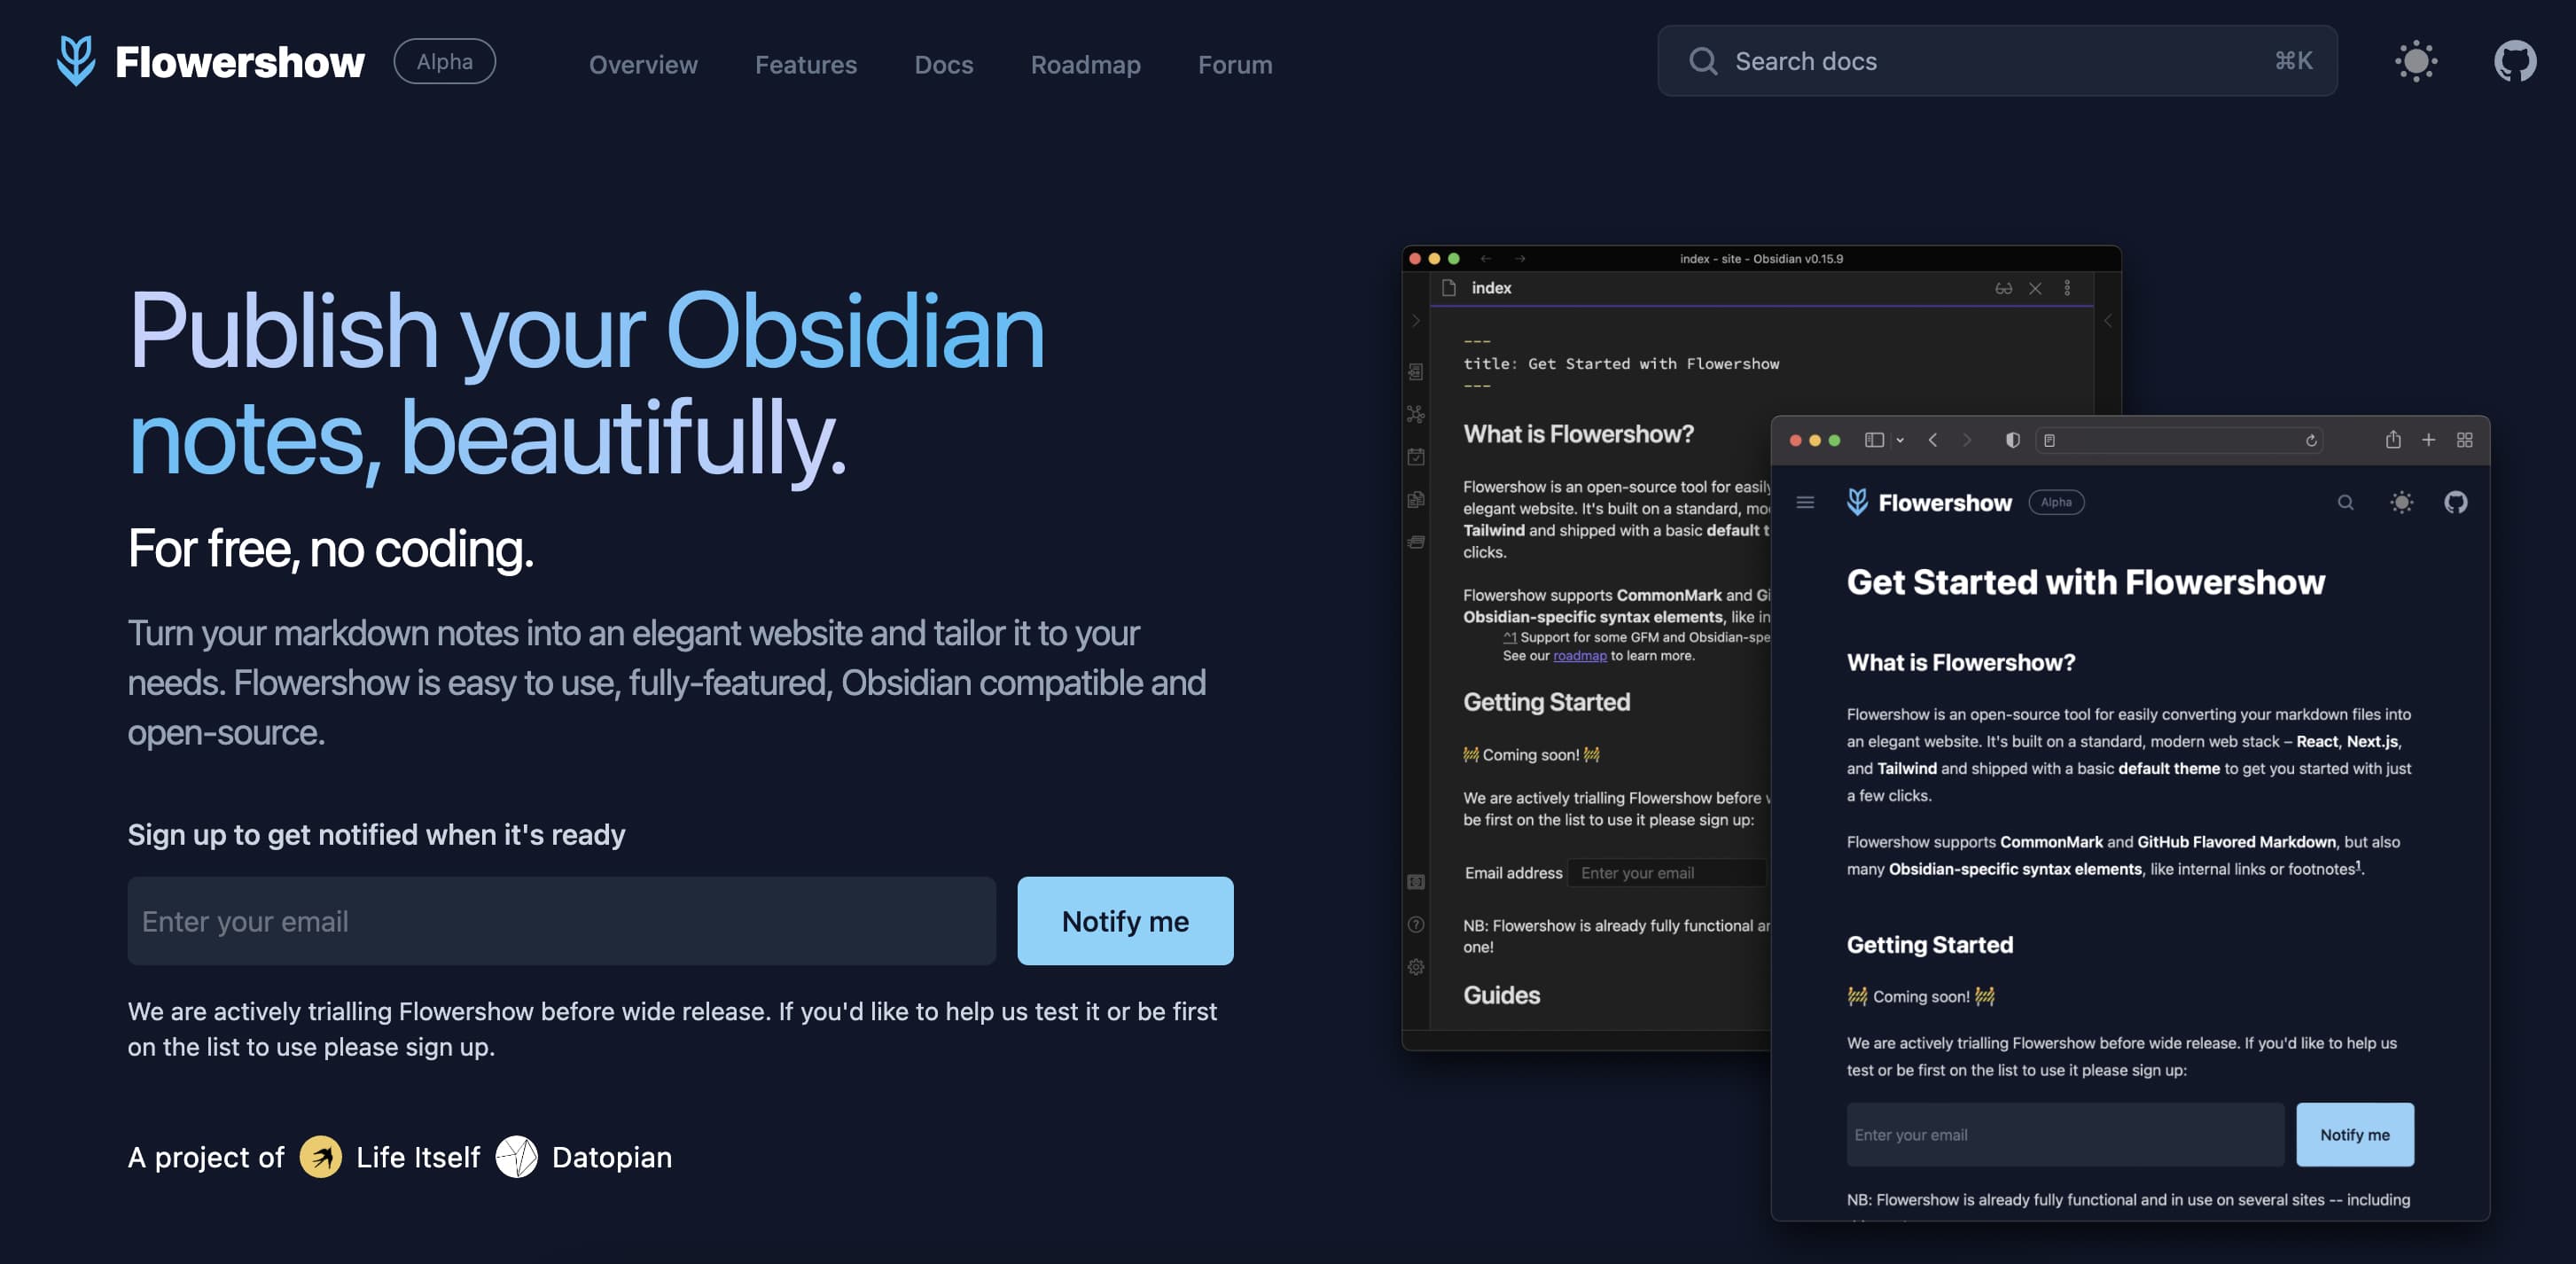 Flowershow Alpha Overview Features Docs Roadmap Forum Search docs ⌘K
Publish your Obsidian
notes, beautifully.
For free, no coding.
Turn your markdown notes into an elegant website and tailor it to your
needs. Flowershow is easy to use, fully-featured, Obsidian compatible and
open-source.
Sign up to get notified when it's ready
Enter your email Notify me
We are actively trialling Flowershow before wide release. If you'd like to help us test it or be first
on the list to use please sign up.
A project of Life Itself Datopian
index - site - Obsidian v0.15.9
index
---
title: Get Started with Flowershow
---
What is Flowershow?
Flowershow is an open-source tool for easily
elegant website. It's built on a standard, mo
Tailwind and shipped with a basic default t
clicks.
Flowershow supports CommonMark and Gi
Obsidian-specific syntax elements, like in
^1 Support for some GFM and Obsidian-spe
See our roadmap to learn more.
Getting Started
🚧 Coming soon! 🚧
We are actively trialling Flowershow before w
be first on the list to use it please sign up:
Email address Enter your email
NB: Flowershow is already fully functional ar
one!
Guides
Flowershow Alpha
Get Started with Flowershow
What is Flowershow?
Flowershow is an open-source tool for easily converting your markdown files into
an elegant website. It's built on a standard, modern web stack – React, Next.js,
and Tailwind and shipped with a basic default theme to get you started with just
a few clicks.
Flowershow supports CommonMark and GitHub Flavored Markdown, but also
many Obsidian-specific syntax elements, like internal links or footnotes1.
Getting Started
🚧 Coming soon! 🚧
We are actively trialling Flowershow before wide release. If you'd like to help us
test or be first on the list to use it please sign up:
Enter your email Notify me
NB: Flowershow is already fully functional and in use on several sites -- including